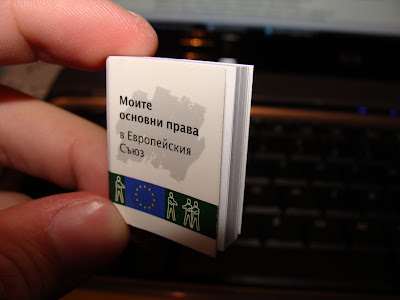 Моите
основни права
в Европейския
Съюз